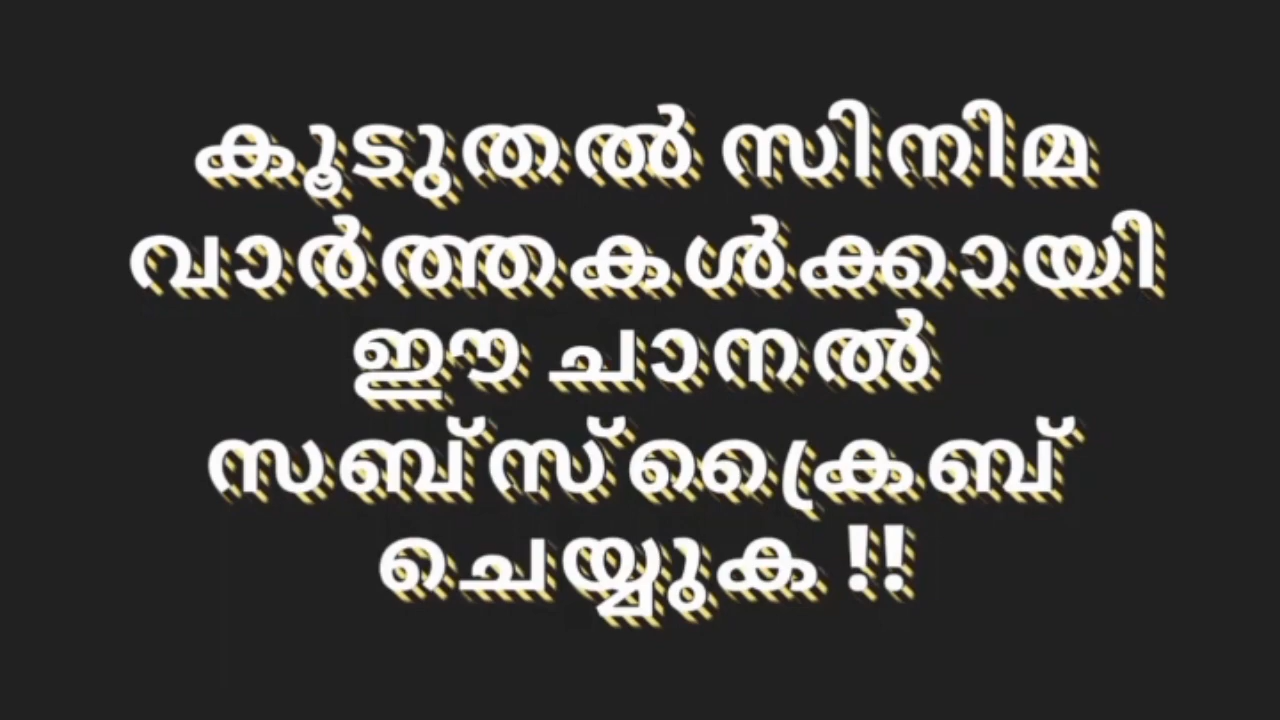 കൂടുതൽ സിനിമ
വാർത്തകൾക്കായി
ഈ ചാനൽ
സബ്സ്ക്രൈബ്
ചെയ്യുക !!